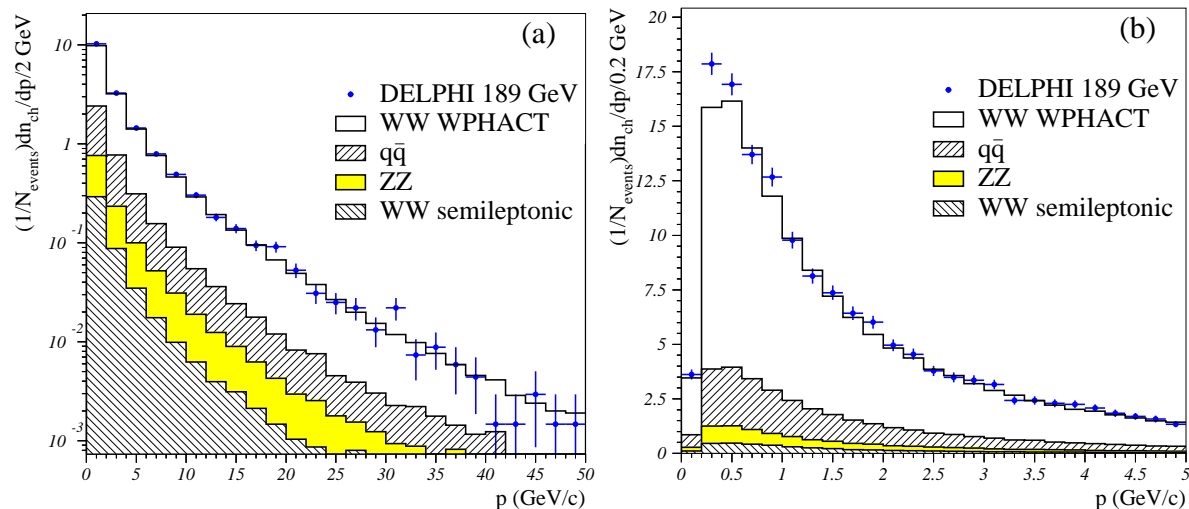 (a)
(1/N_events)dn_ch/dp/2 GeV
10
1
10^-1
10^-2
10^-3
DELPHI 189 GeV
WW WPHACT
qq̄
ZZ
WW semileptonic
0 5 10 15 20 25 30 35 40 45 50
p (GeV/c)
(b)
(1/N_events)dn_ch/dp/0.2 GeV
20
17.5
15
12.5
10
7.5
5
2.5
0
DELPHI 189 GeV
WW WPHACT
qq̄
ZZ
WW semileptonic
0 0.5 1 1.5 2 2.5 3 3.5 4 4.5 5
p (GeV/c)